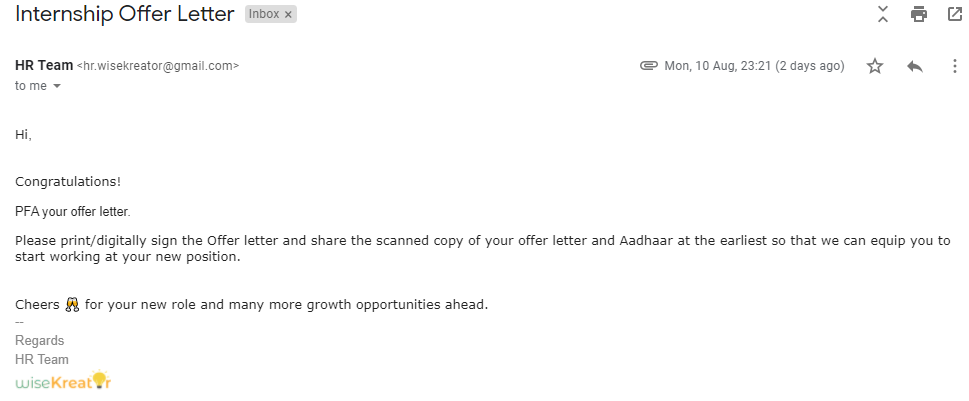 Internship Offer Letter Inbox ×
HR Team <hr.wisekreator@gmail.com> Mon, 10 Aug, 23:21 (2 days ago)
to me
Hi,
Congratulations!
PFA your offer letter.
Please print/digitally sign the Offer letter and share the scanned copy of your offer letter and Aadhaar at the earliest so that we can equip you to
start working at your new position.
Cheers 🥂 for your new role and many more growth opportunities ahead.
--
Regards
HR Team
wiseKreator